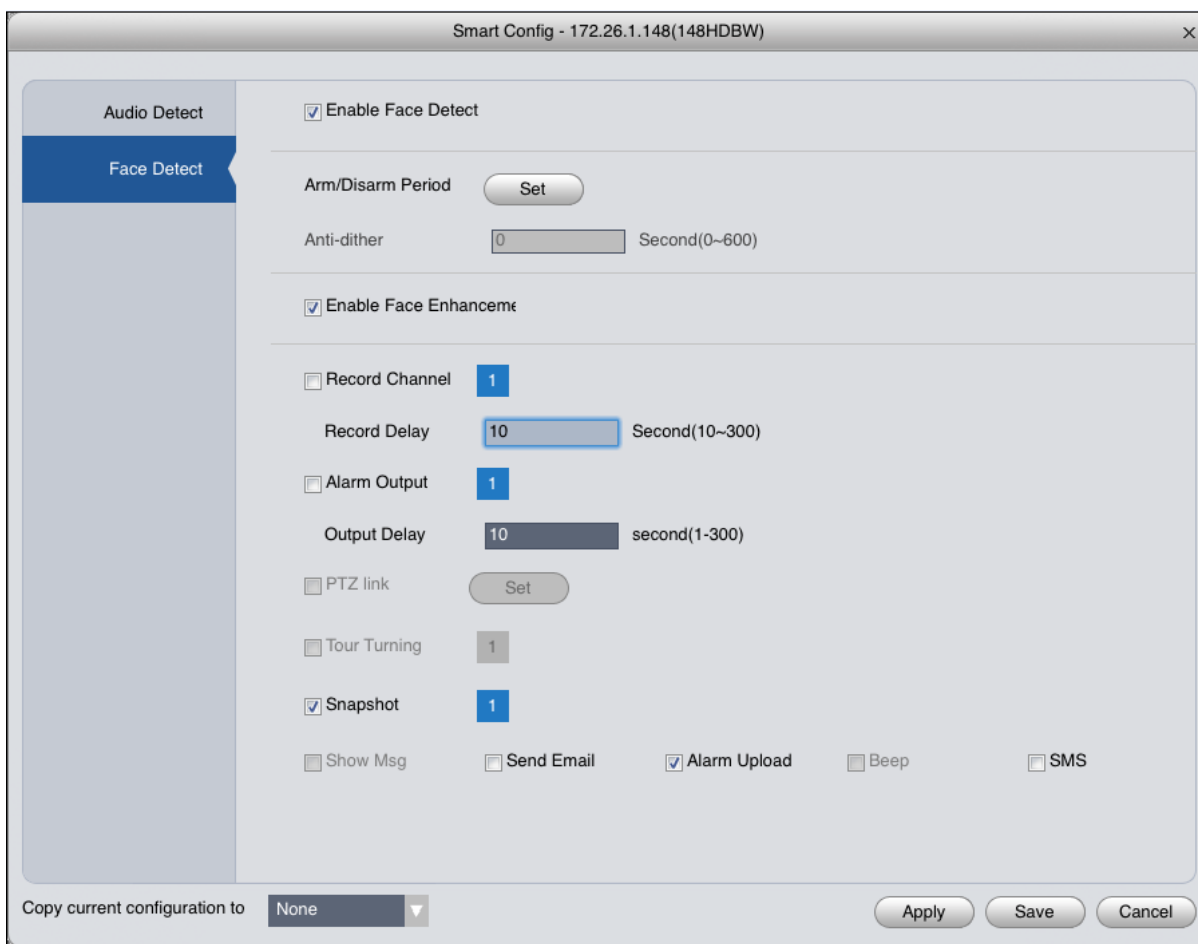 Smart Config - 172.26.1.148(148HDBW)
Audio Detect
Face Detect
Enable Face Detect
Arm/Disarm Period Set
Anti-dither 0 Second(0~600)
Enable Face Enhanceme
Record Channel 1
Record Delay 10 Second(10~300)
Alarm Output 1
Output Delay 10 second(1-300)
PTZ link Set
Tour Turning 1
Snapshot 1
Show Msg Send Email Alarm Upload Beep SMS
Copy current configuration to None Apply Save Cancel